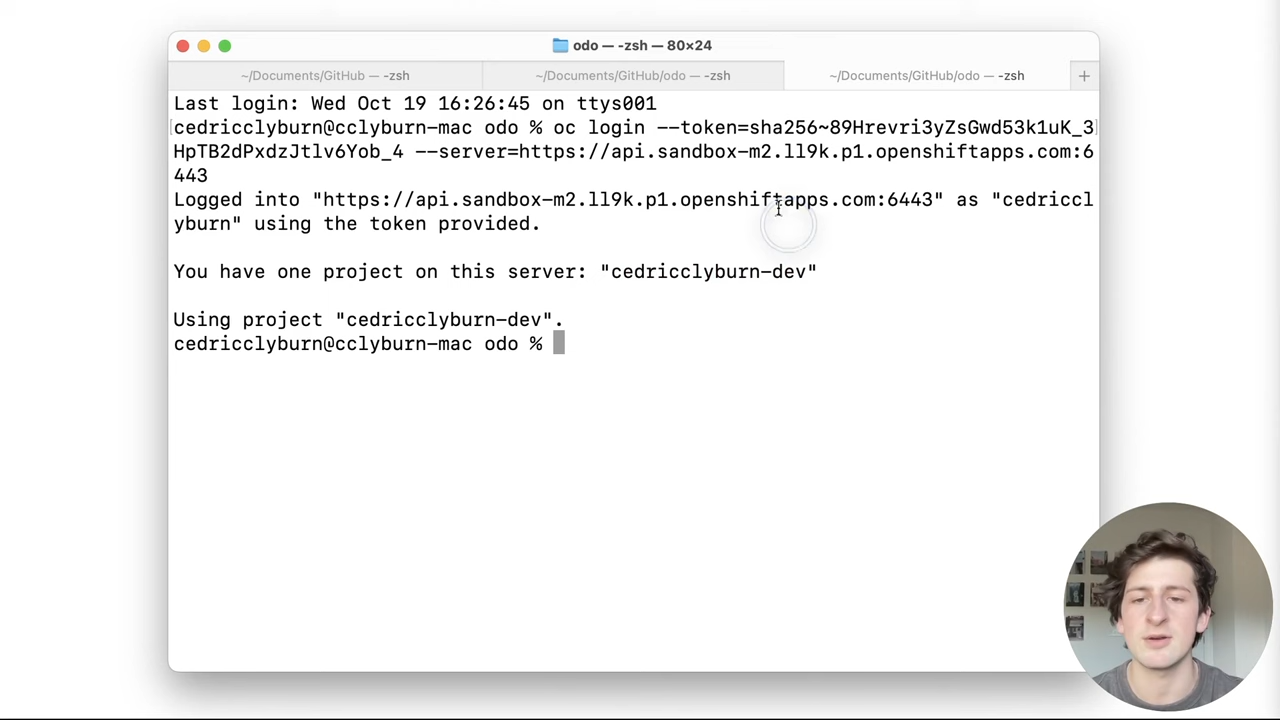 odo — -zsh — 80×24
~/Documents/GitHub — -zsh
~/Documents/GitHub/odo — -zsh
~/Documents/GitHub/odo — -zsh
Last login: Wed Oct 19 16:26:45 on ttys001
cedricclyburn@cclyburn-mac odo % oc login --token=sha256~89Hrevri3yZsGwd53k1uK_3
HpTB2dPxdzJtlv6Yob_4 --server=https://api.sandbox-m2.ll9k.p1.openshiftapps.com:6
443
Logged into "https://api.sandbox-m2.ll9k.p1.openshiftapps.com:6443" as "cedriccl
yburn" using the token provided.
You have one project on this server: "cedricclyburn-dev"
Using project "cedricclyburn-dev".
cedricclyburn@cclyburn-mac odo %